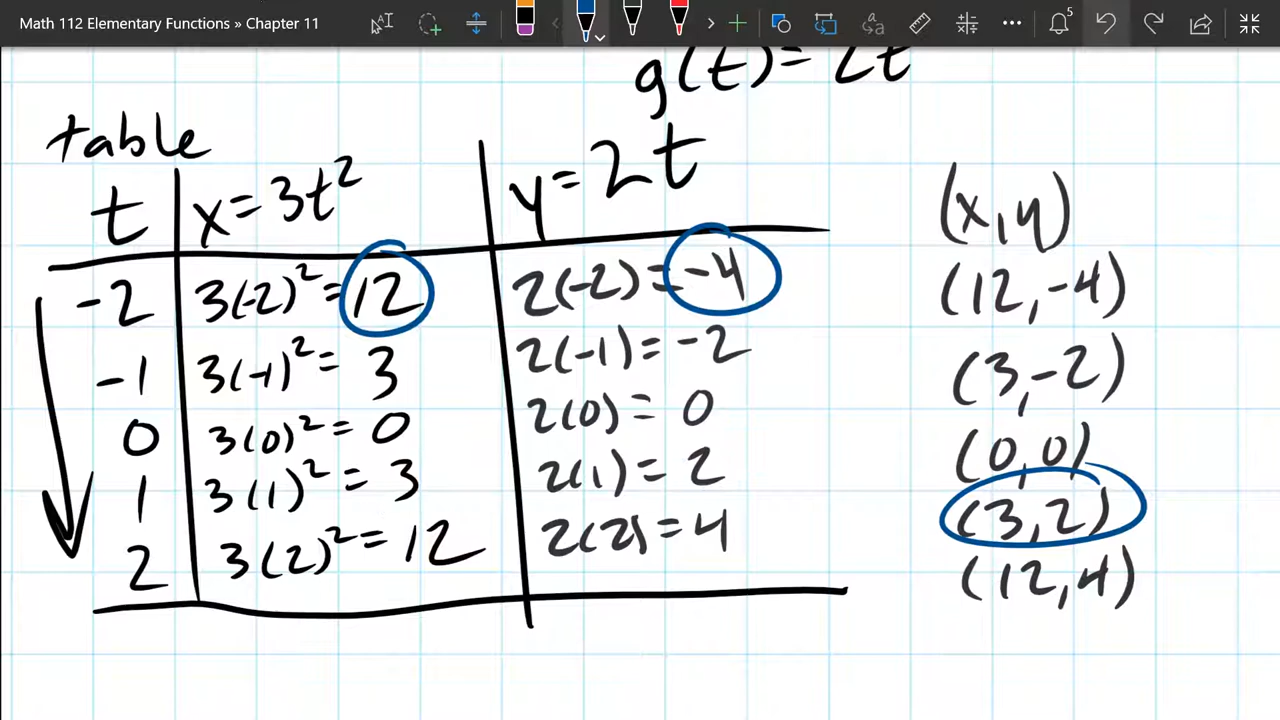 Math 112 Elementary Functions » Chapter 11
5
g(t) = 2t
table
t x = 3t² y = 2t (x,y)
-2 3(-2)² = 12 2(-2) = -4 (12,-4)
-1 3(-1)² = 3 2(-1) = -2 (3,-2)
0 3(0)² = 0 2(0) = 0 (0,0)
1 3(1)² = 3 2(1) = 2 (3,2)
2 3(2)² = 12 2(2) = 4 (12,4)